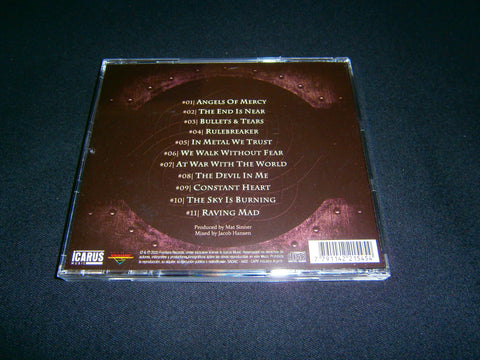 #01| ANGELS OF MERCY
#02| THE END IS NEAR
#03| BULLETS & TEARS
#04| RULEBREAKER
#05| IN METAL WE TRUST
#06| WE WALK WITHOUT FEAR
#07| AT WAR WITH THE WORLD
#08| THE DEVIL IN ME
#09| CONSTANT HEART
#10| THE SKY IS BURNING
#11| RAVING MAD
Produced by Mat Sinner
Mixed by Jacob Hansen
ICARUS
MUSIC